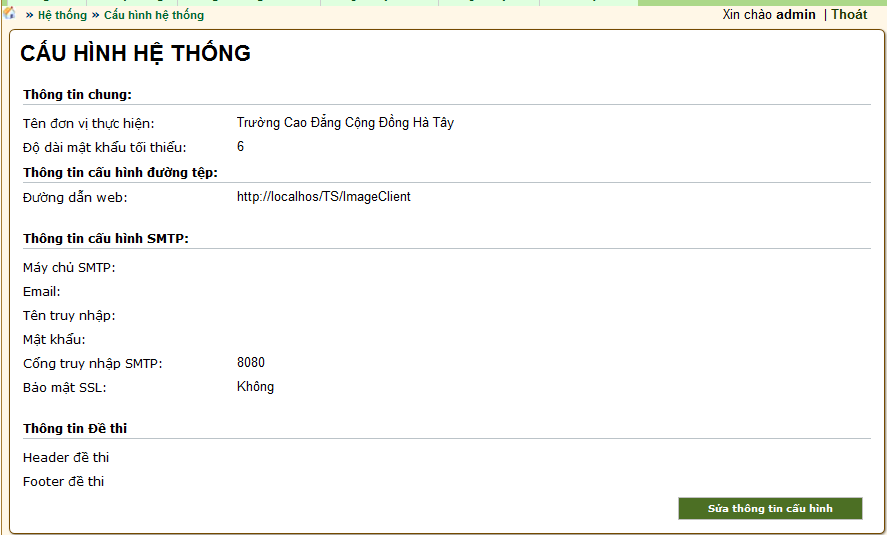 » Hệ thống » Cấu hình hệ thống
Xin chào admin | Thoát
CẤU HÌNH HỆ THỐNG
Thông tin chung:
Tên đơn vị thực hiện: Trường Cao Đẳng Cộng Đồng Hà Tây
Độ dài mật khẩu tối thiểu: 6
Thông tin cấu hình đường tệp:
Đường dẫn web: http://localhos/TS/ImageClient
Thông tin cấu hình SMTP:
Máy chủ SMTP:
Email:
Tên truy nhập:
Mật khẩu:
Cổng truy nhập SMTP: 8080
Bảo mật SSL: Không
Thông tin Đề thi
Header đề thi
Footer đề thi
Sửa thông tin cấu hình